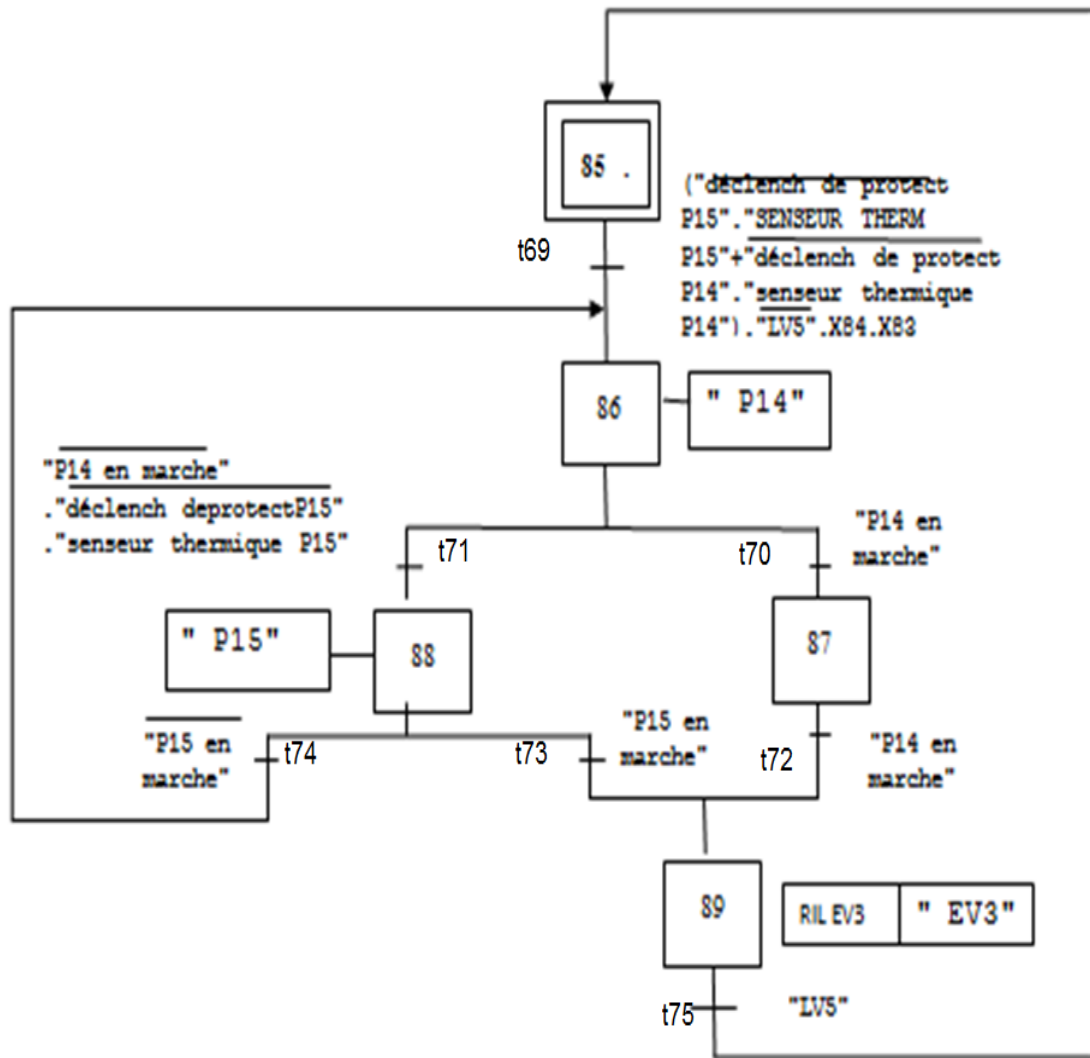 85 .
("déclench de protect
P15"."SENSEUR THERM
P15"+"déclench de protect
P14"."senseur thermique
P14")."LV5".X84.X83
t69
86
" P14"
"P14 en marche"
."déclench deprotectP15"
."senseur thermique P15"
t71
t70
"P14 en
marche"
" P15"
88
87
"P15 en
marche"
t74
t73
"P15 en
marche"
t72
"P14 en
marche"
89
RIL EV3
" EV3"
t75
"LV5"